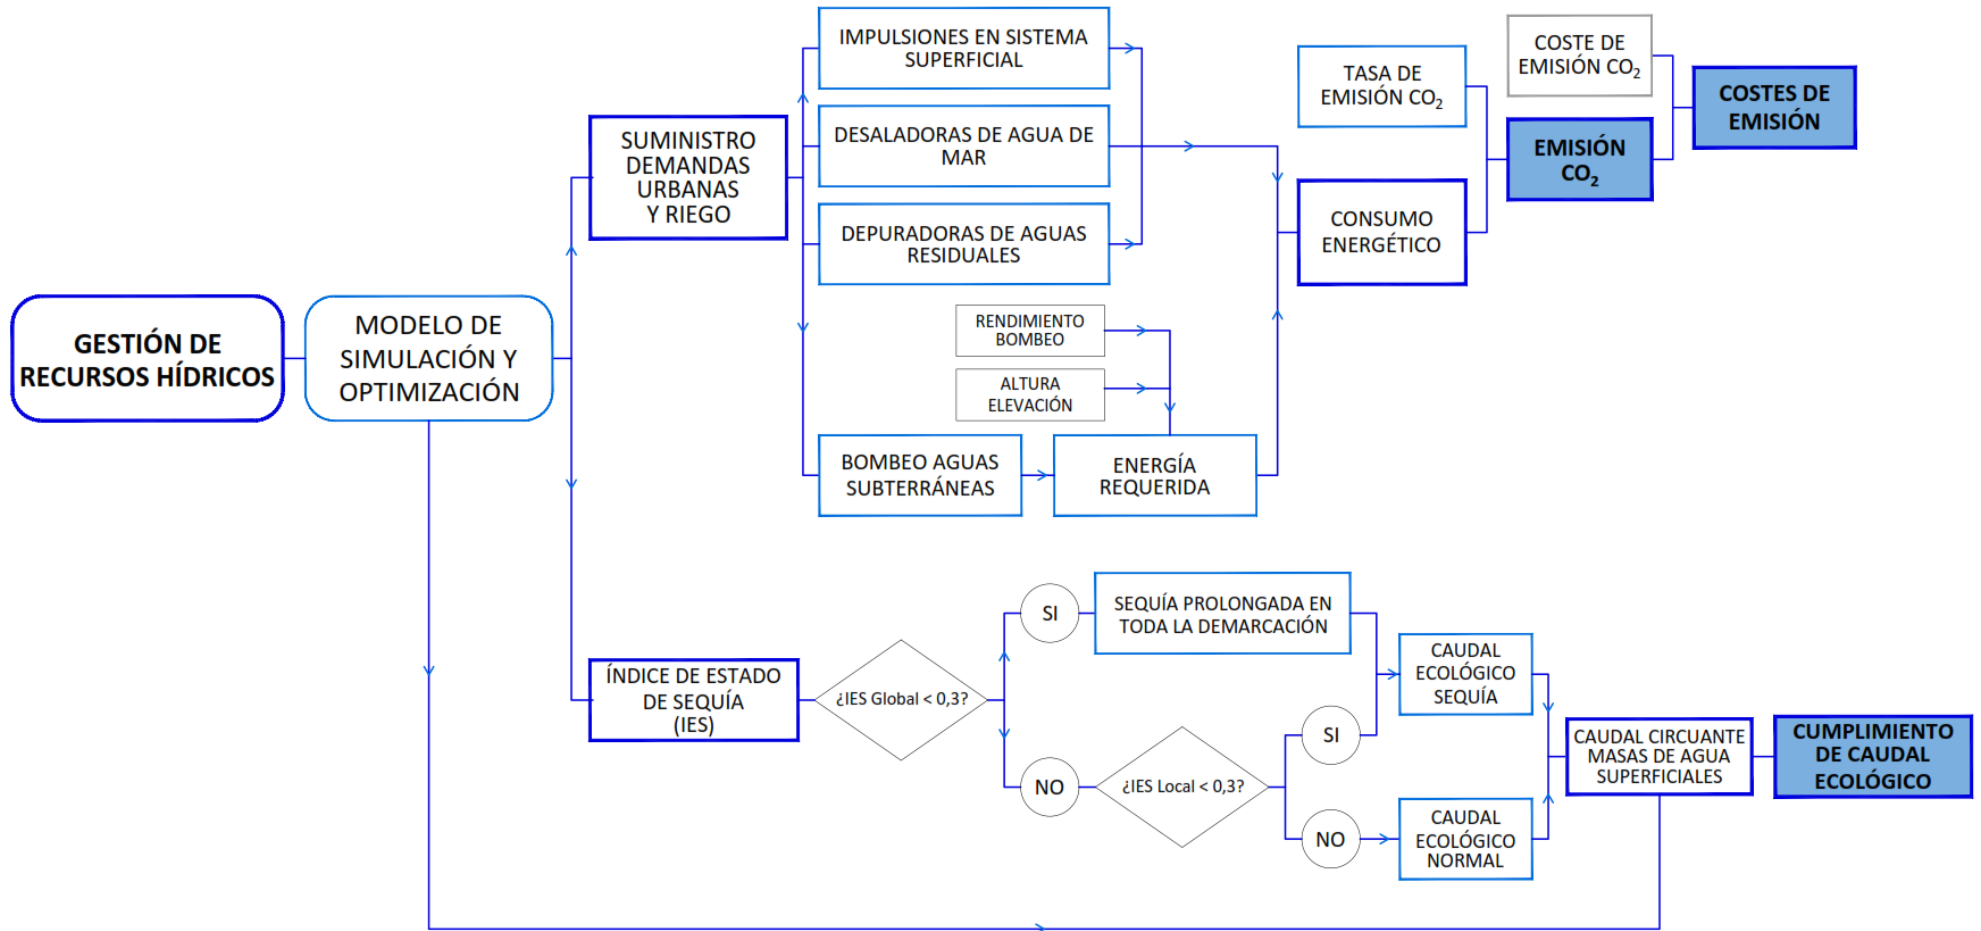 GESTIÓN DE
RECURSOS HÍDRICOS
MODELO DE
SIMULACIÓN Y
OPTIMIZACIÓN
SUMINISTRO
DEMANDAS
URBANAS
Y RIEGO
IMPULSIONES EN SISTEMA
SUPERFICIAL
DESALADORAS DE AGUA DE
MAR
DEPURADORAS DE AGUAS
RESIDUALES
RENDIMIENTO
BOMBEO
ALTURA
ELEVACIÓN
BOMBEO AGUAS
SUBTERRÁNEAS
ENERGÍA
REQUERIDA
TASA DE
EMISIÓN CO₂
CONSUMO
ENERGÉTICO
COSTE DE
EMISIÓN CO₂
EMISIÓN
CO₂
COSTES DE
EMISIÓN
ÍNDICE DE ESTADO
DE SEQUÍA
(IES)
¿IES Global < 0,3?
SI
SEQUÍA PROLONGADA EN
TODA LA DEMARCACIÓN
NO
¿IES Local < 0,3?
SI
NO
CAUDAL
ECOLÓGICO
SEQUÍA
CAUDAL
ECOLÓGICO
NORMAL
CAUDAL CIRCUANTE
MASAS DE AGUA
SUPERFICIALES
CUMPLIMIENTO
DE CAUDAL
ECOLÓGICO